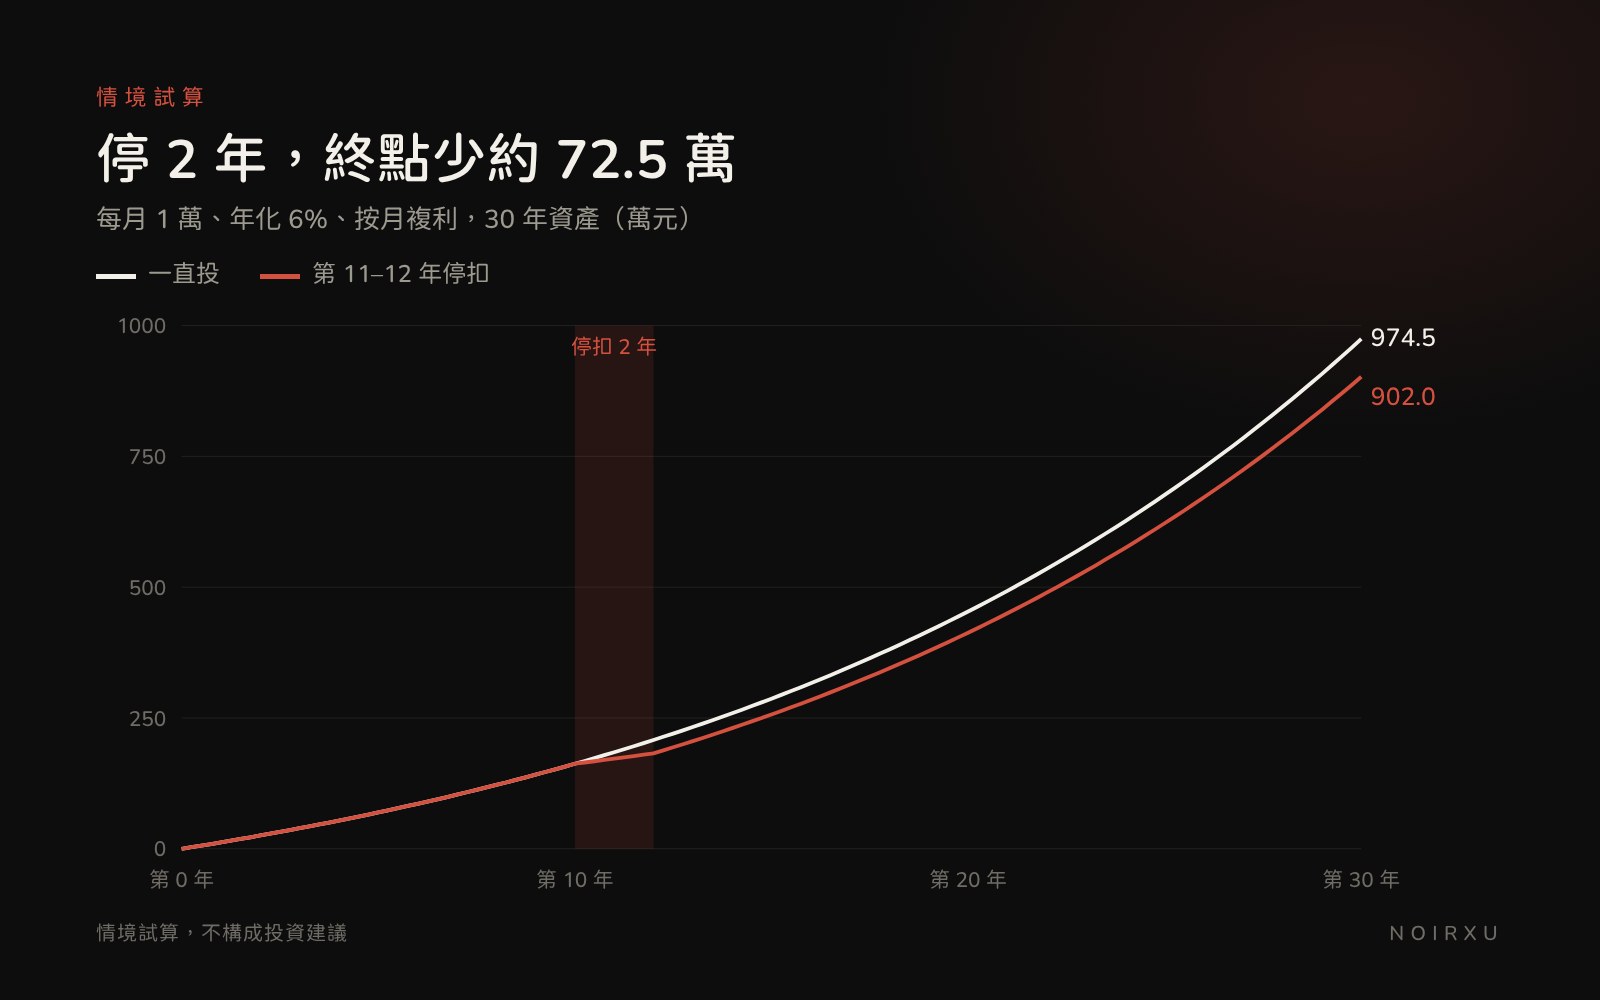 情境試算
停 2 年，終點少約 72.5 萬
每月 1 萬、年化 6%、按月複利，30 年資產（萬元）
一直投 第 11–12 年停扣
1000
停扣 2 年
974.5
902.0
750
500
250
0
第 0 年 第 10 年 第 20 年 第 30 年
情境試算，不構成投資建議
NOIRXU